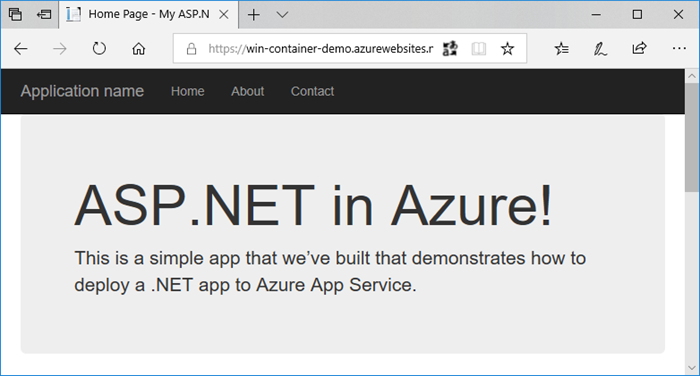 Home Page - My ASP.N
https://win-container-demo.azurewebsites.n
Application name Home About Contact
ASP.NET in Azure!
This is a simple app that we’ve built that demonstrates how to
deploy a .NET app to Azure App Service.